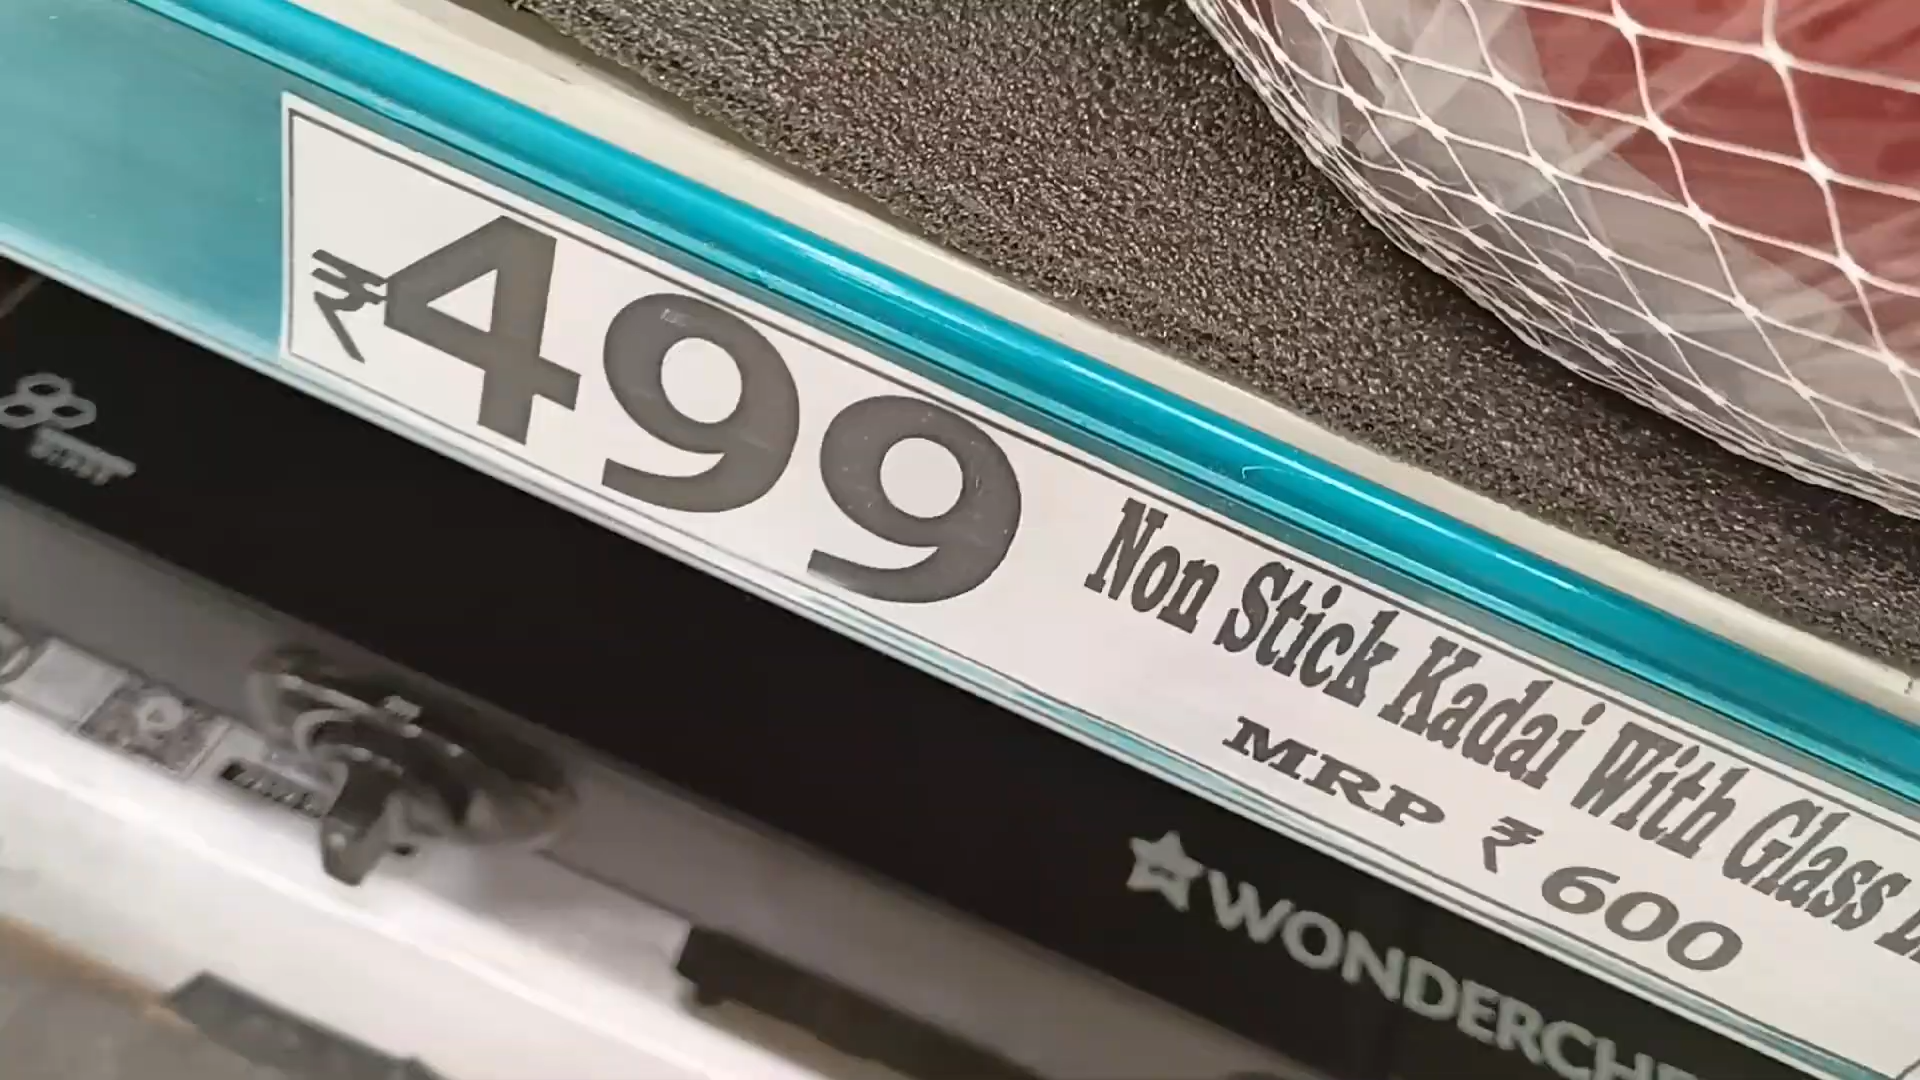 ₹499
Non Stick Kadai With Glass
MRP ₹ 600
WONDERCH